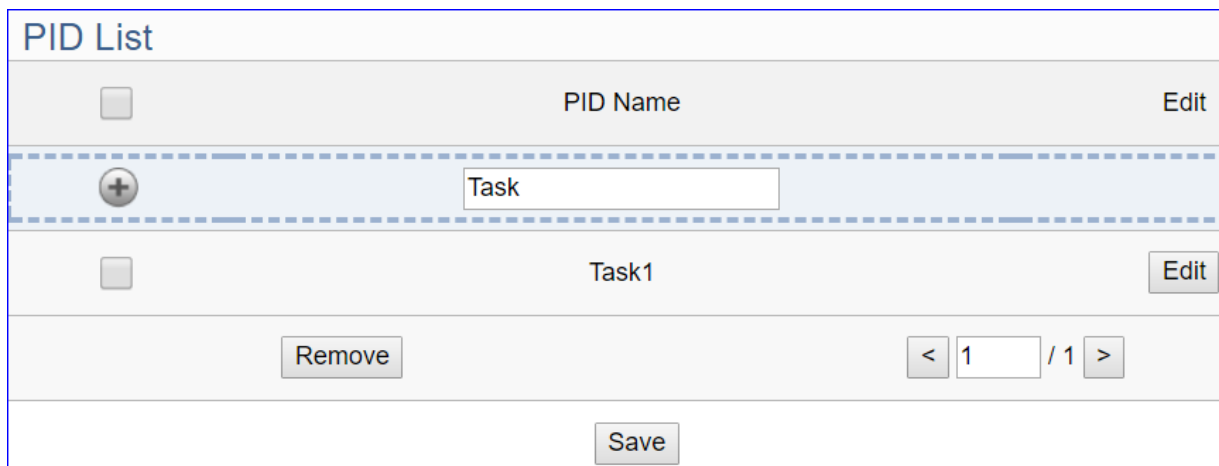 PID List
PID Name Edit
Task
Task1 Edit
Remove < 1 / 1 >
Save